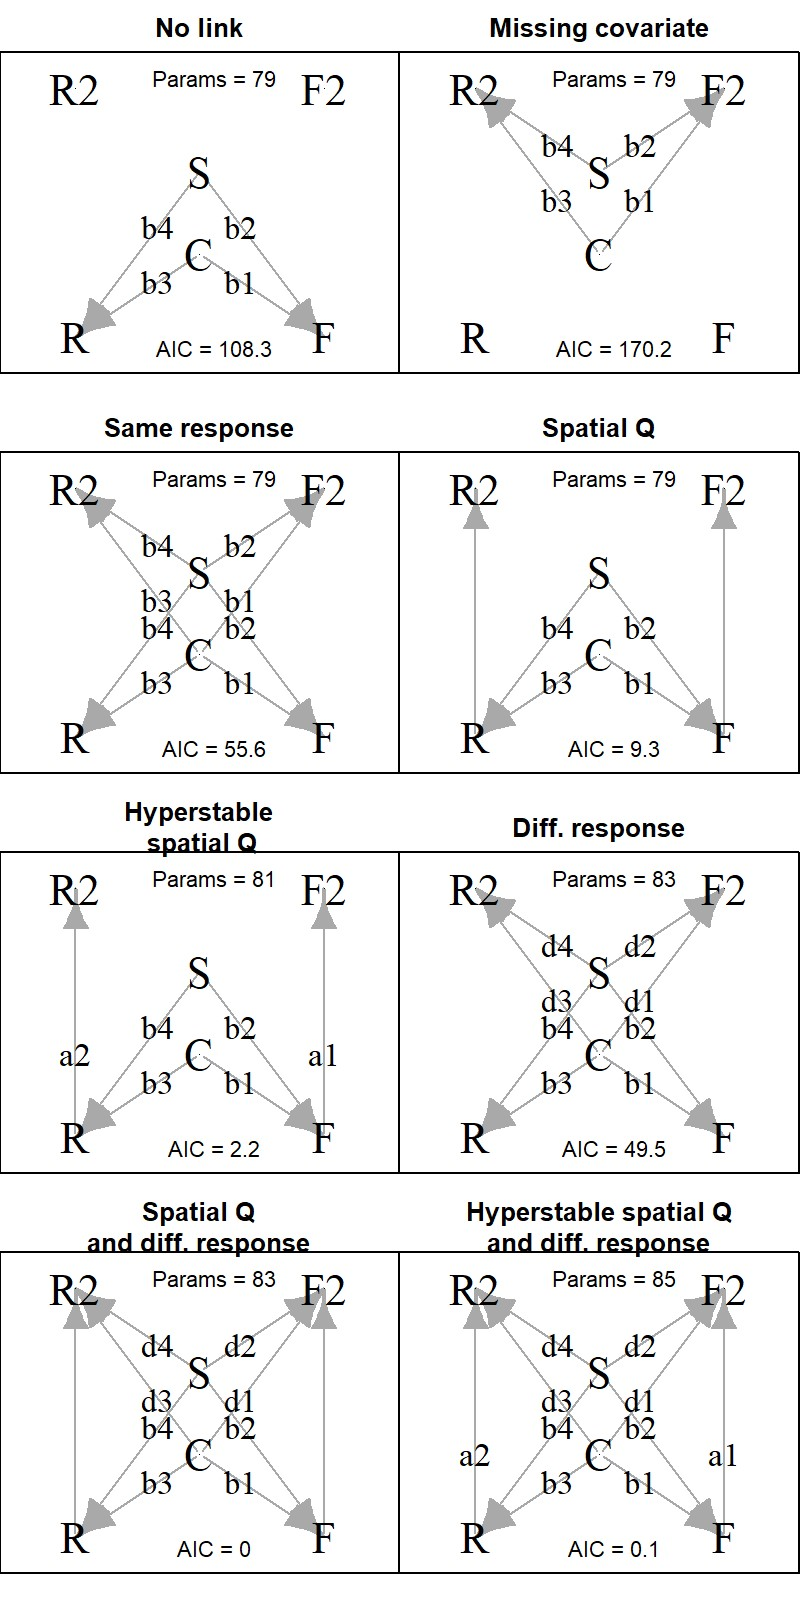 No link
R2 Params = 79 F2
S
b4 b2
C
b3 b1
R AIC = 108.3 F
Missing covariate
R2 Params = 79 F2
b4 b2
S
b3 b1
C
R AIC = 170.2 F
Same response
R2 Params = 79 F2
b4 b2
S
b3 b1
b4 b2
C
b3 b1
R AIC = 55.6 F
Spatial Q
R2 Params = 79 F2
S
b4 b2
C
b3 b1
R AIC = 9.3 F
Hyperstable
spatial Q
R2 Params = 81 F2
S
b4 b2
a2 C a1
b3 b1
R AIC = 2.2 F
Diff. response
R2 Params = 83 F2
d4 d2
S
d3 d1
b4 b2
C
b3 b1
R AIC = 49.5 F
Spatial Q
and diff. response
R2 Params = 83 F2
d4 d2
S
d3 d1
b4 b2
C
b3 b1
R AIC = 0 F
Hyperstable spatial Q
and diff. response
R2 Params = 85 F2
d4 d2
S
d3 d1
b4 b2
a2 C a1
b3 b1
R AIC = 0.1 F